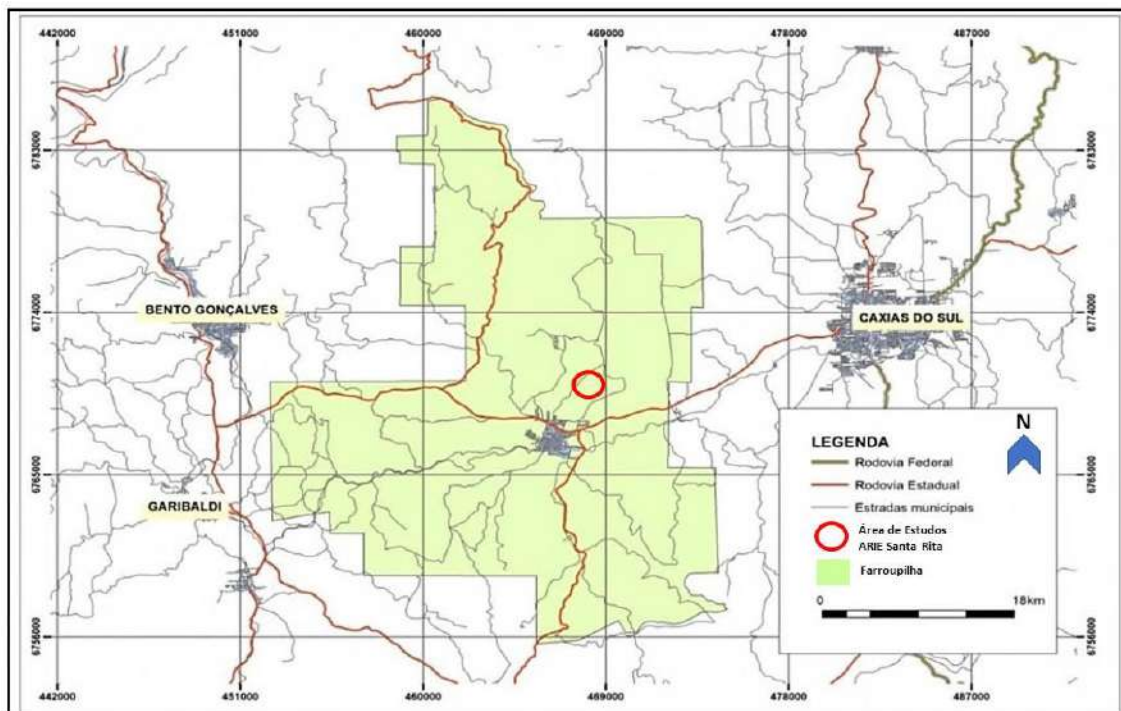 442000 451000 460000 469000 478000 487000
6783000 6783000
BENTO GONÇALVES
6774000 6774000
CAXIAS DO SUL
N
LEGENDA
Rodovia Federal
6765000 6765000
Rodovia Estadual
GARIBALDI
Estradas municipais
Área de Estudos
ARIE Santa Rita
Farroupilha
0 18km
6756000 6756000
442000 451000 460000 469000 478000 487000